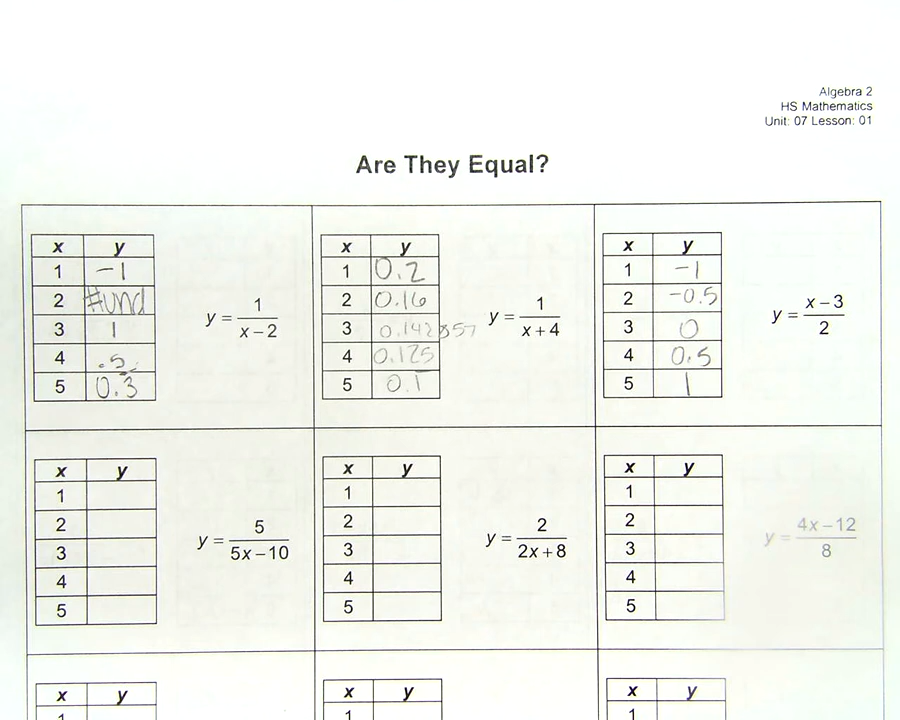 Algebra 2
HS Mathematics
Unit: 07 Lesson: 01
Are They Equal?
x y
1 -1
2 #und
3 1
4 .5
5 0.3
y = 1 / (x - 2)
x y
1 0.2
2 0.16
3 0.142857
4 0.125
5 0.1
y = 1 / (x + 4)
x y
1 -1
2 -0.5
3 0
4 0.5
5 1
y = (x - 3) / 2
x y
1
2
3
4
5
y = 5 / (5x - 10)
x y
1
2
3
4
5
y = 2 / (2x + 8)
x y
1
2
3
4
5
y = (4x - 12) / 8
x y
1
x y
1
x y
1